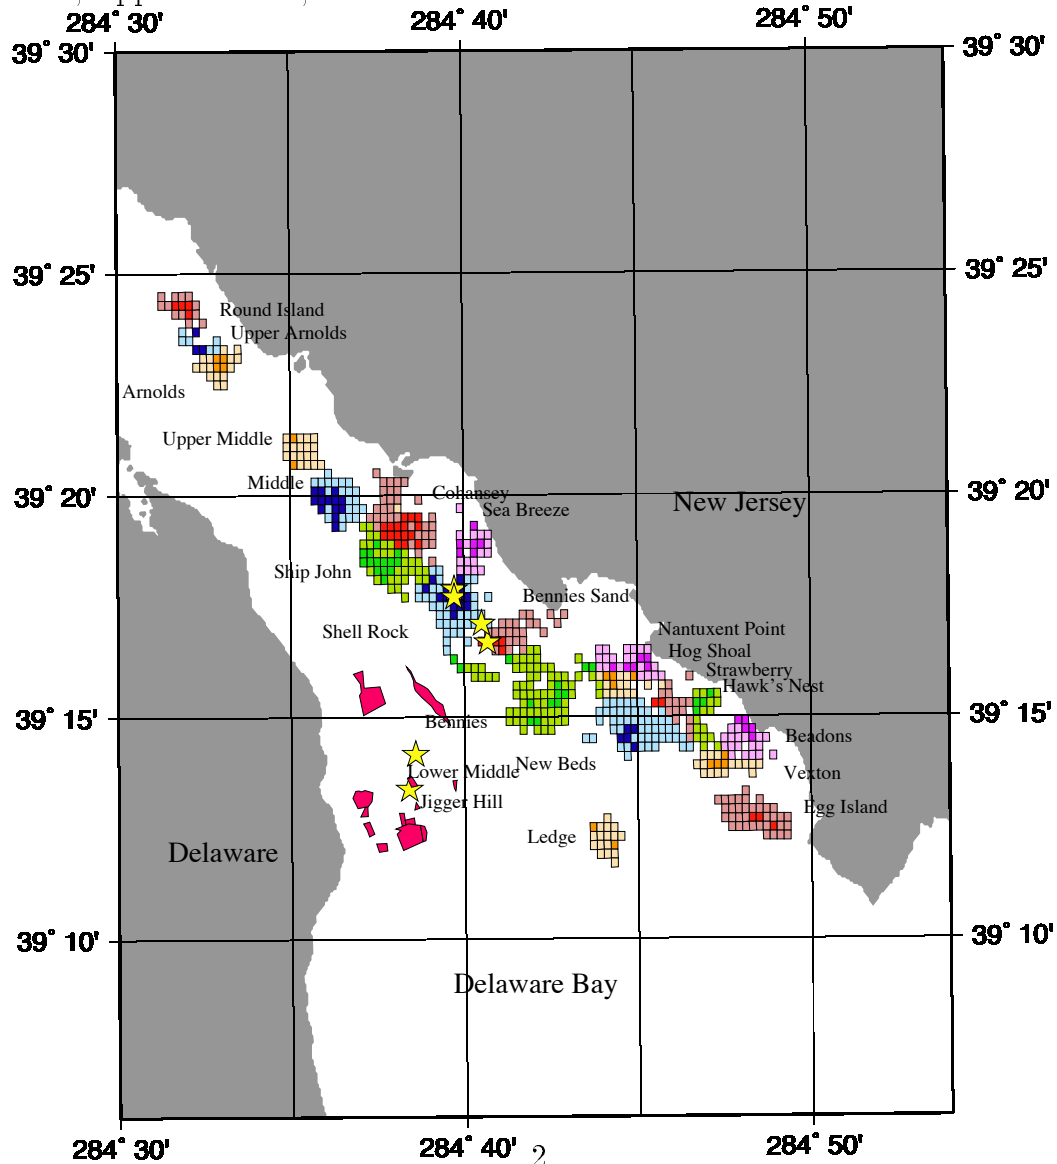 284° 30' 284° 40' 284° 50'
39° 30' 39° 30'
39° 25' 39° 25'
Round Island
Upper Arnolds
Arnolds
Upper Middle
Middle
39° 20' 39° 20'
Cohansey
Sea Breeze
New Jersey
Ship John
Bennies Sand
Shell Rock
Nantuxent Point
Hog Shoal
Strawberry
Hawk's Nest
39° 15' 39° 15'
Bennies
Beadons
New Beds
Lower Middle
Vexton
Jigger Hill
Egg Island
Ledge
Delaware
39° 10' 39° 10'
Delaware Bay
284° 30' 284° 40' 284° 50'
2